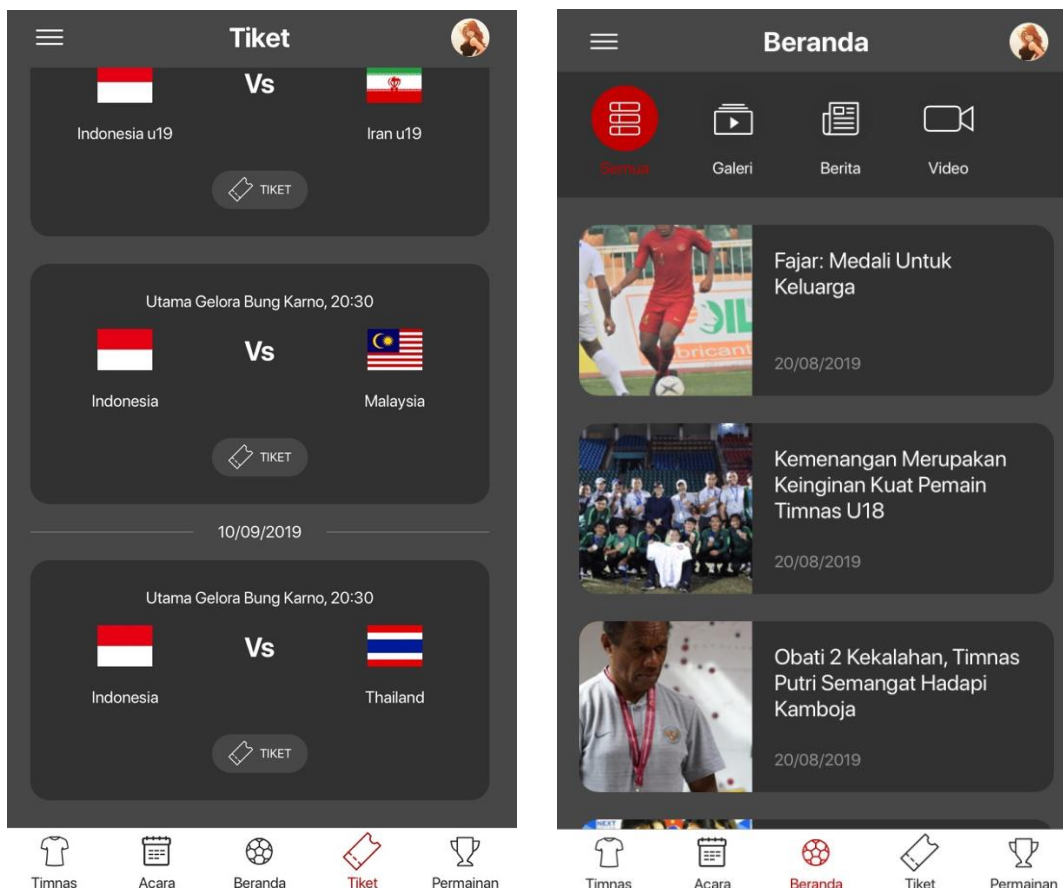 Tiket
Vs
Indonesia u19
Iran u19
TIKET
Utama Gelora Bung Karno, 20:30
Vs
Indonesia
Malaysia
TIKET
10/09/2019
Utama Gelora Bung Karno, 20:30
Vs
Indonesia
Thailand
TIKET
Timnas
Acara
Beranda
Tiket
Permainan
Beranda
Semua
Galeri
Berita
Video
OIL
bricant
Fajar: Medali Untuk
Keluarga
20/08/2019
Kemenangan Merupakan
Keinginan Kuat Pemain
Timnas U18
20/08/2019
Obati 2 Kekalahan, Timnas
Putri Semangat Hadapi
Kamboja
20/08/2019
NEXT
Timnas
Acara
Beranda
Tiket
Permainan